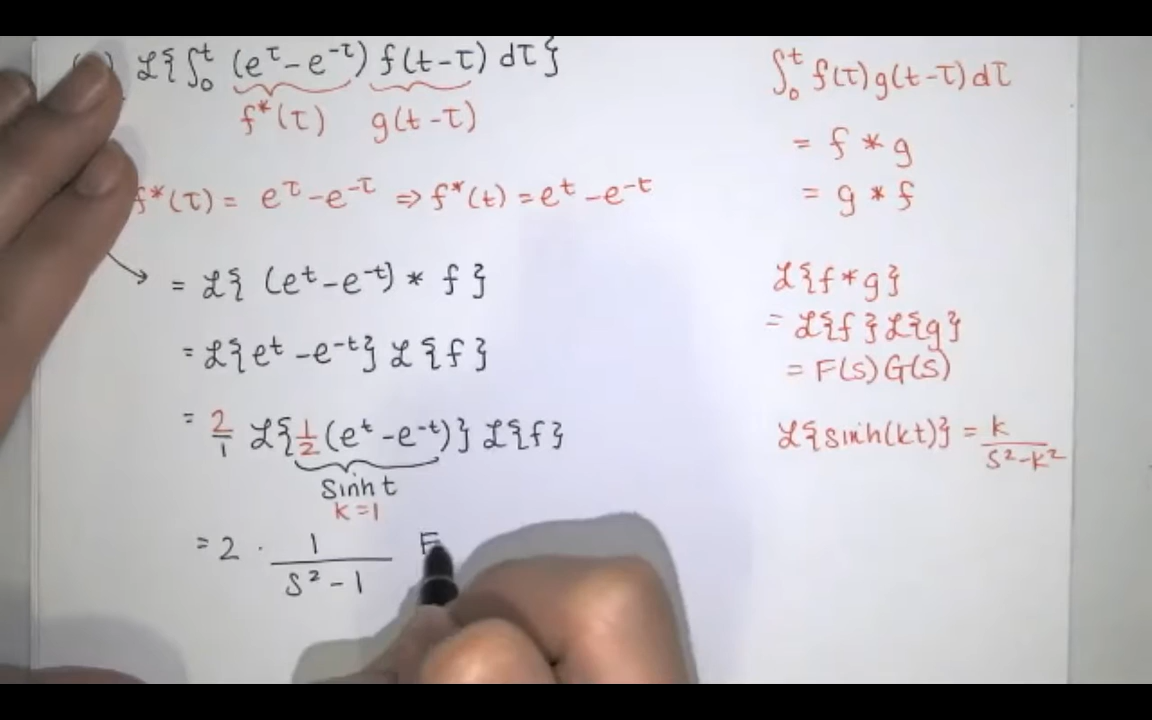 ℒ{∫₀ᵗ (e^τ - e^-τ) f(t-τ) dτ}
f*(τ) g(t-τ)
f*(τ) = e^τ - e^-τ ⇒ f*(t) = e^t - e^-t
= ℒ{ (e^t - e^-t) * f }
= ℒ{e^t - e^-t} ℒ{f}
= 2/1 ℒ{1/2 (e^t - e^-t)} ℒ{f}
Sinh t
k = 1
= 2 · 1/(S² - 1) F
∫₀ᵗ f(τ) g(t-τ) dτ
= f * g
= g * f
ℒ{f * g}
= ℒ{f} ℒ{g}
= F(S) G(S)
ℒ{sinh(kt)} = k/(S² - K²)